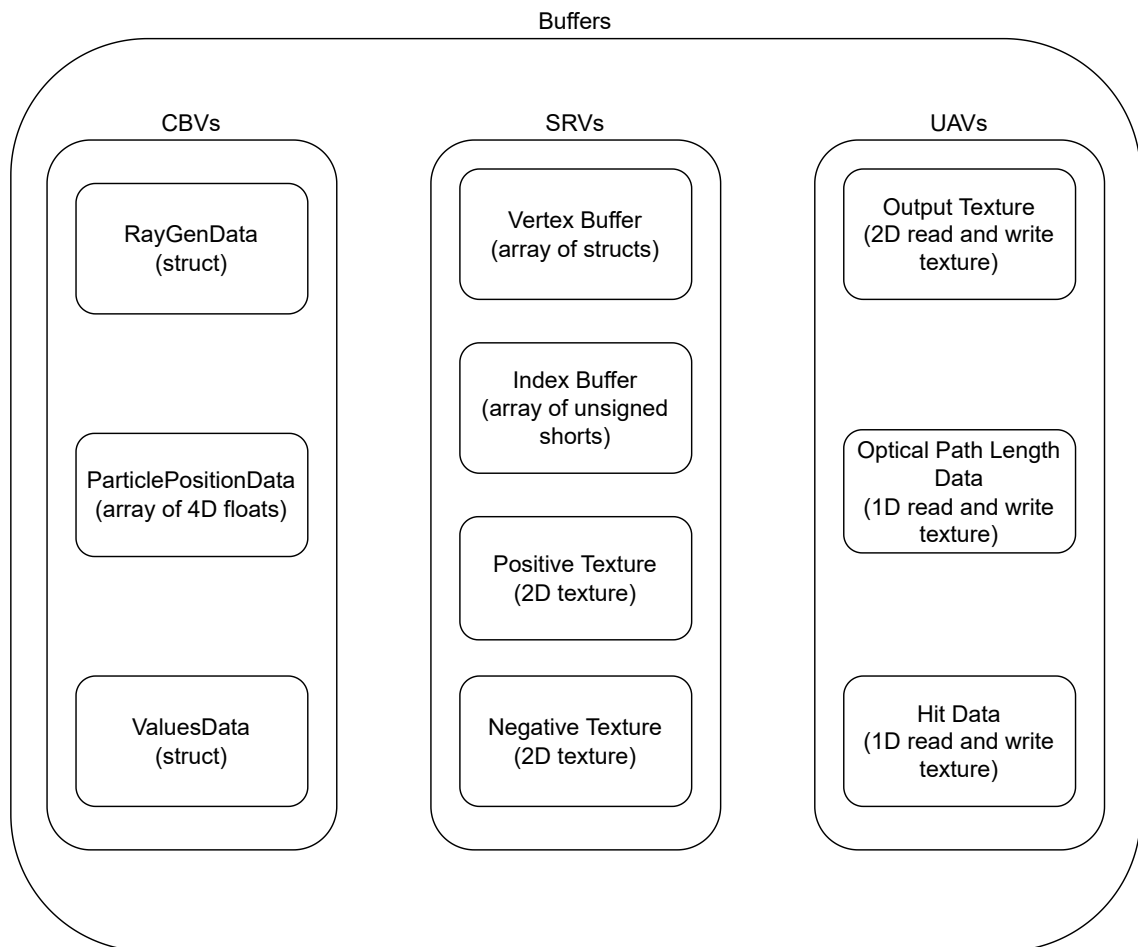 Buffers
CBVs
RayGenData
(struct)
ParticlePositionData
(array of 4D floats)
ValuesData
(struct)
SRVs
Vertex Buffer
(array of structs)
Index Buffer
(array of unsigned
shorts)
Positive Texture
(2D texture)
Negative Texture
(2D texture)
UAVs
Output Texture
(2D read and write
texture)
Optical Path Length
Data
(1D read and write
texture)
Hit Data
(1D read and write
texture)